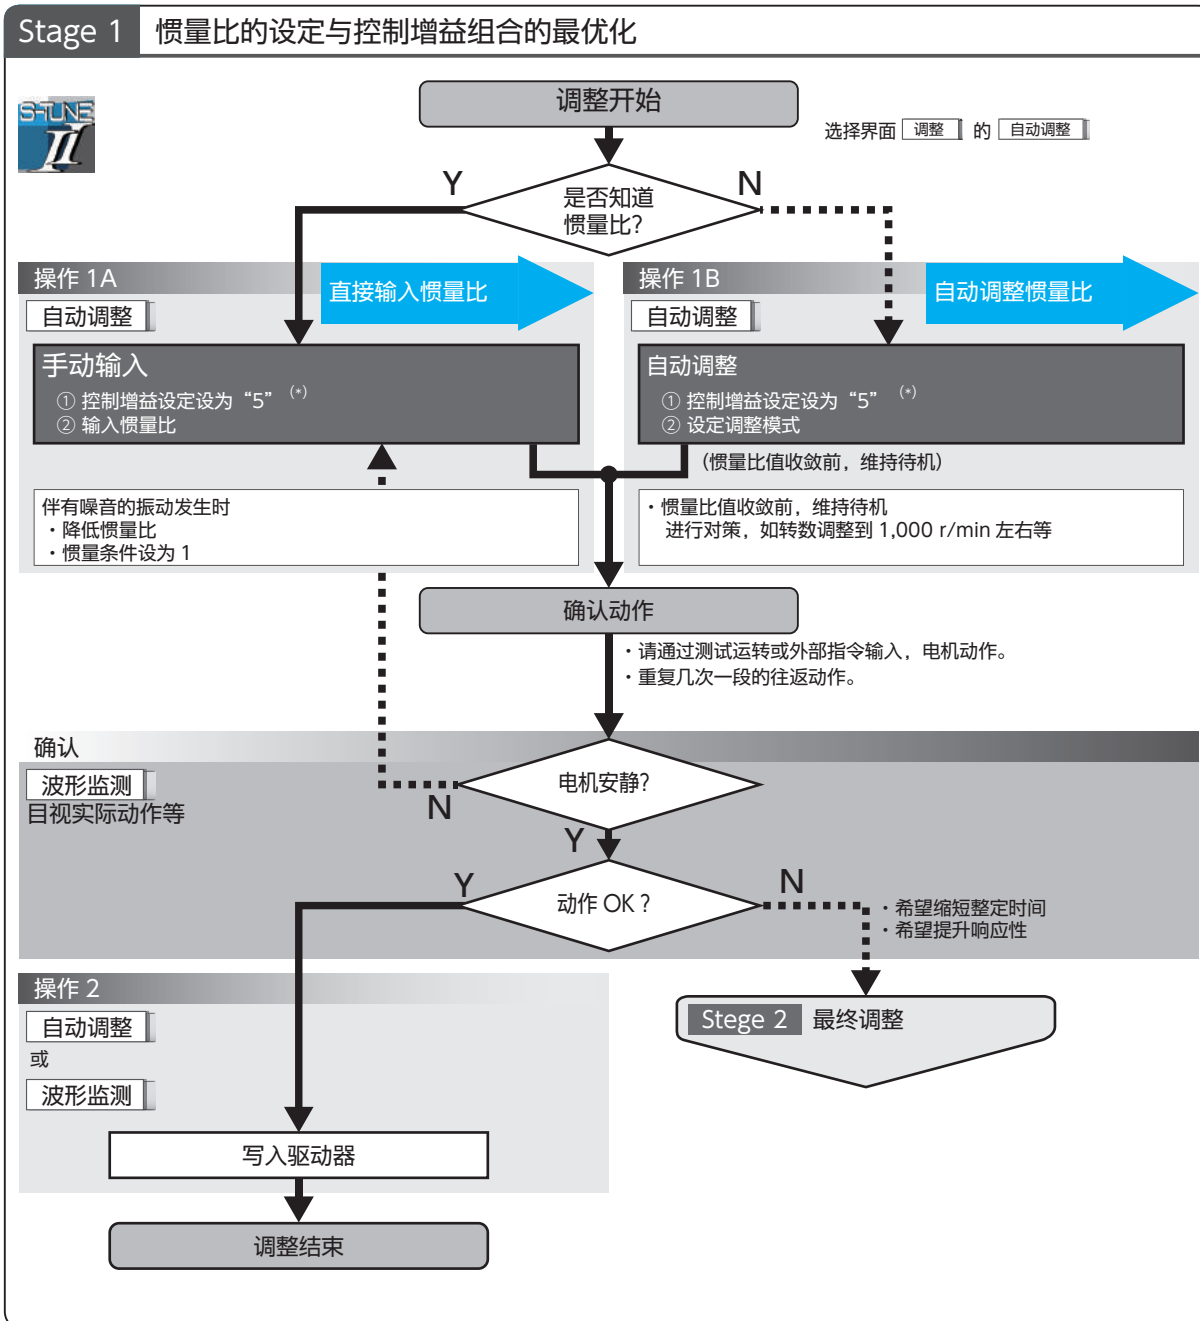 Stage 1 惯量比的设定与控制增益组合的最优化
S-TUNE
II
调整开始
选择界面 调整 的 自动调整
Y
N
是否知道
惯量比?
操作 1A
直接输入惯量比
自动调整
手动输入
① 控制增益设定设为“5” (*)
② 输入惯量比
伴有噪音的振动发生时
・降低惯量比
・惯量条件设为 1
操作 1B
自动调整惯量比
自动调整
自动调整
① 控制增益设定设为“5” (*)
② 设定调整模式
(惯量比值收敛前，维持待机)
・惯量比值收敛前，维持待机
进行对策，如转数调整到 1,000 r/min 左右等
确认动作
・请通过测试运转或外部指令输入，电机动作。
・重复几次一段的往返动作。
确认
波形监测
目视实际动作等
电机安静?
N
Y
动作 OK ?
Y
N
・希望缩短整定时间
・希望提升响应性
操作 2
自动调整
或
波形监测
Stege 2 最终调整
写入驱动器
调整结束